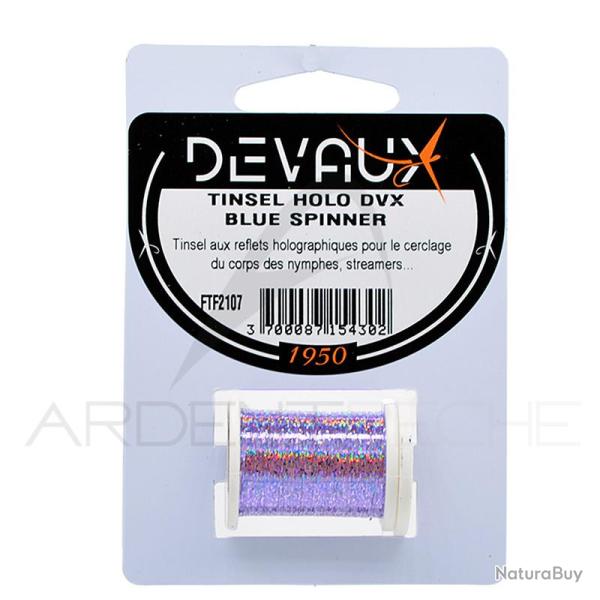 DEVAUX
TINSEL HOLO DVX
BLUE SPINNER
Tinsel aux reflets holographiques pour le cerclage
du corps des nymphes, streamers...
FTF2107
3 700087 154302
1950
ARDENT PÊCHE
NaturaBuy